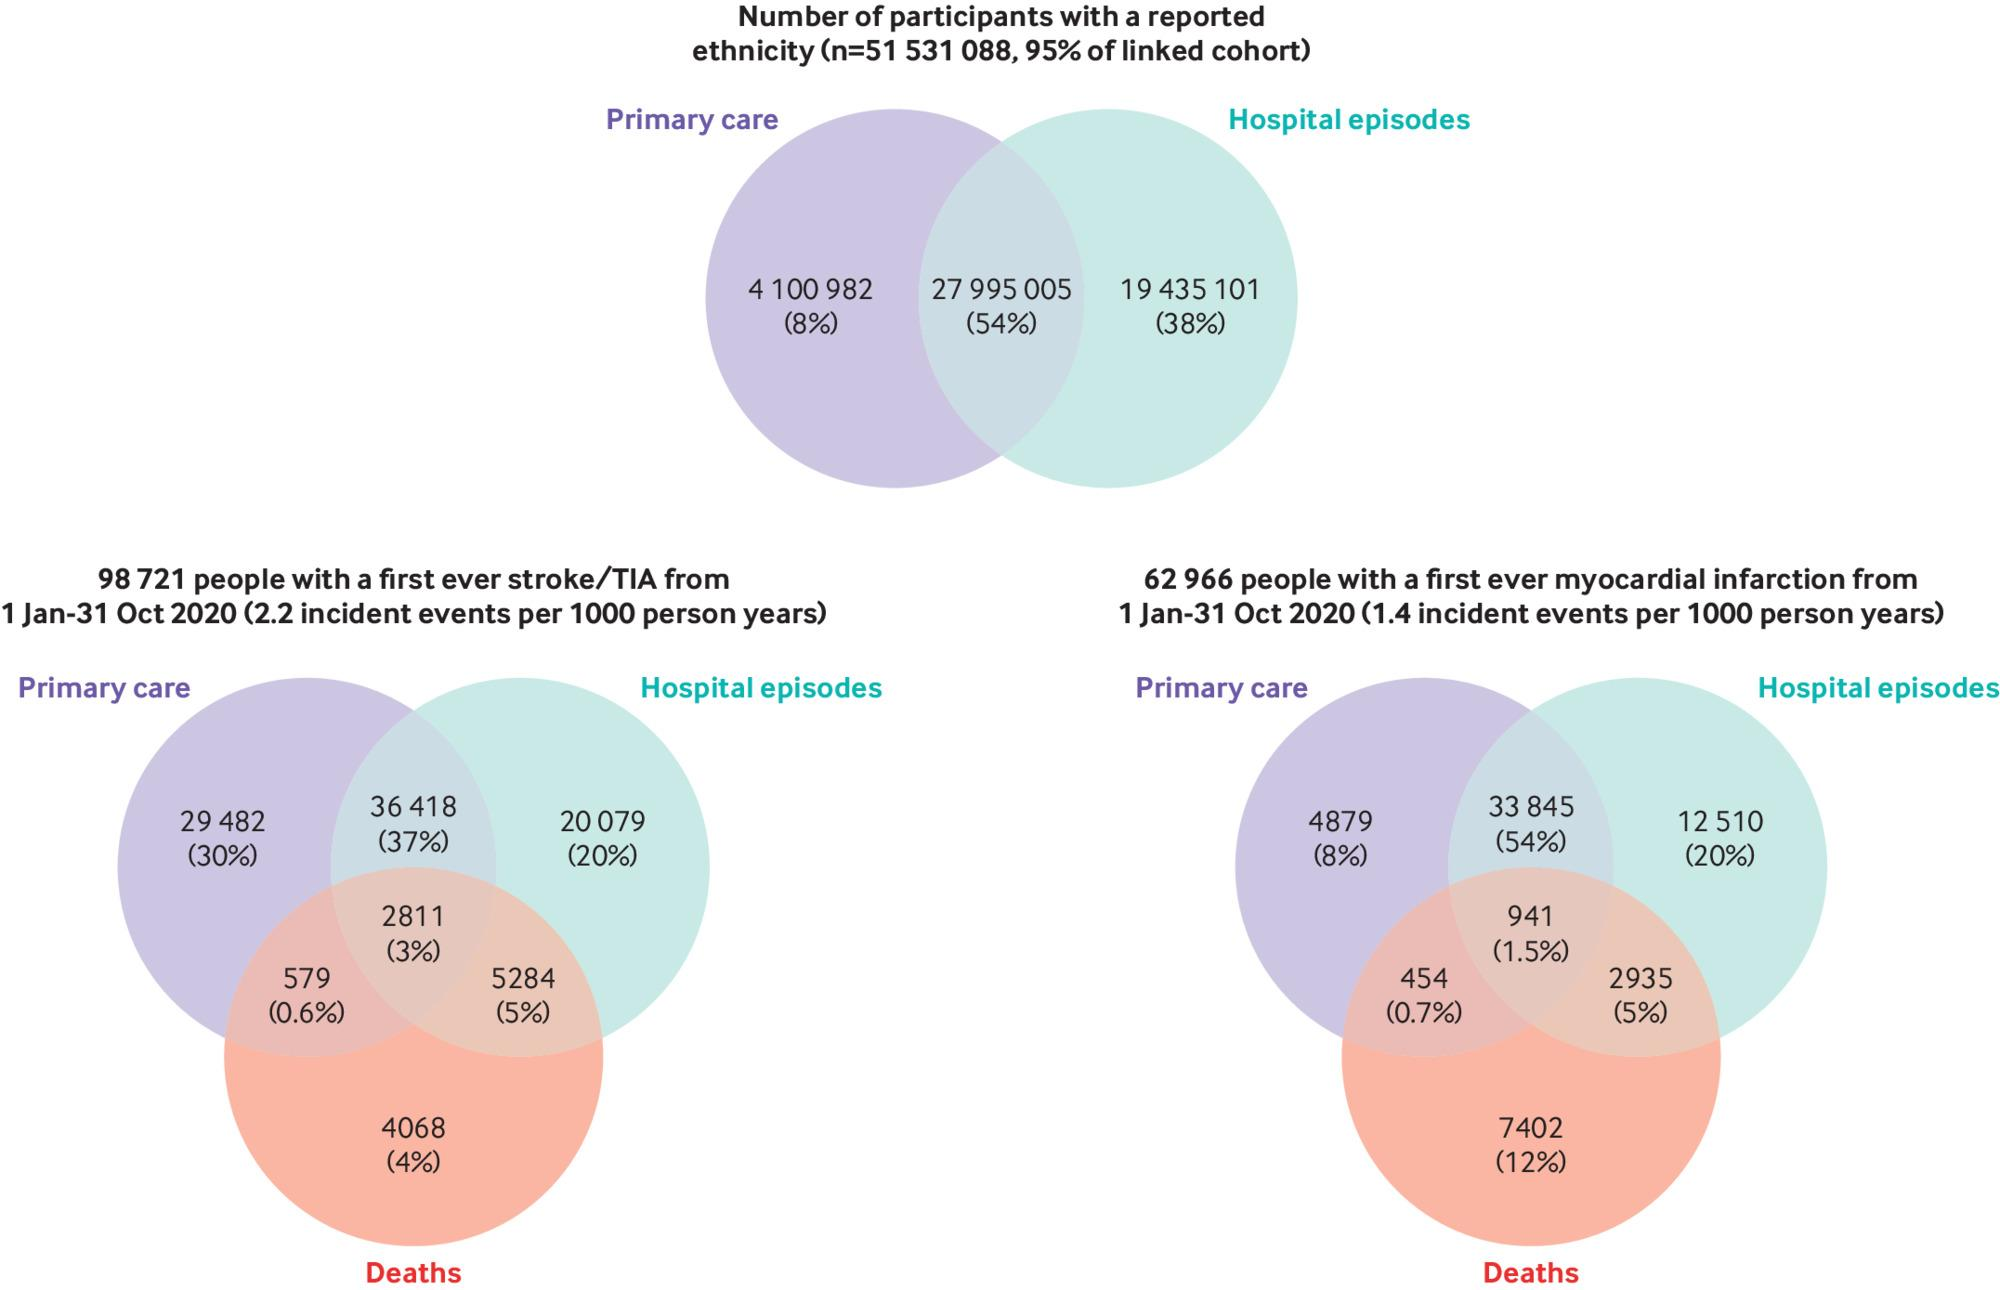 Number of participants with a reported
ethnicity (n=51 531 088, 95% of linked cohort)
Primary care
Hospital episodes
4 100 982
(8%)
27 995 005
(54%)
19 435 101
(38%)
98 721 people with a first ever stroke/TIA from
1 Jan-31 Oct 2020 (2.2 incident events per 1000 person years)
Primary care
Hospital episodes
29 482
(30%)
36 418
(37%)
20 079
(20%)
2811
(3%)
579
(0.6%)
5284
(5%)
4068
(4%)
Deaths
62 966 people with a first ever myocardial infarction from
1 Jan-31 Oct 2020 (1.4 incident events per 1000 person years)
Primary care
Hospital episodes
4879
(8%)
33 845
(54%)
12 510
(20%)
941
(1.5%)
454
(0.7%)
2935
(5%)
7402
(12%)
Deaths